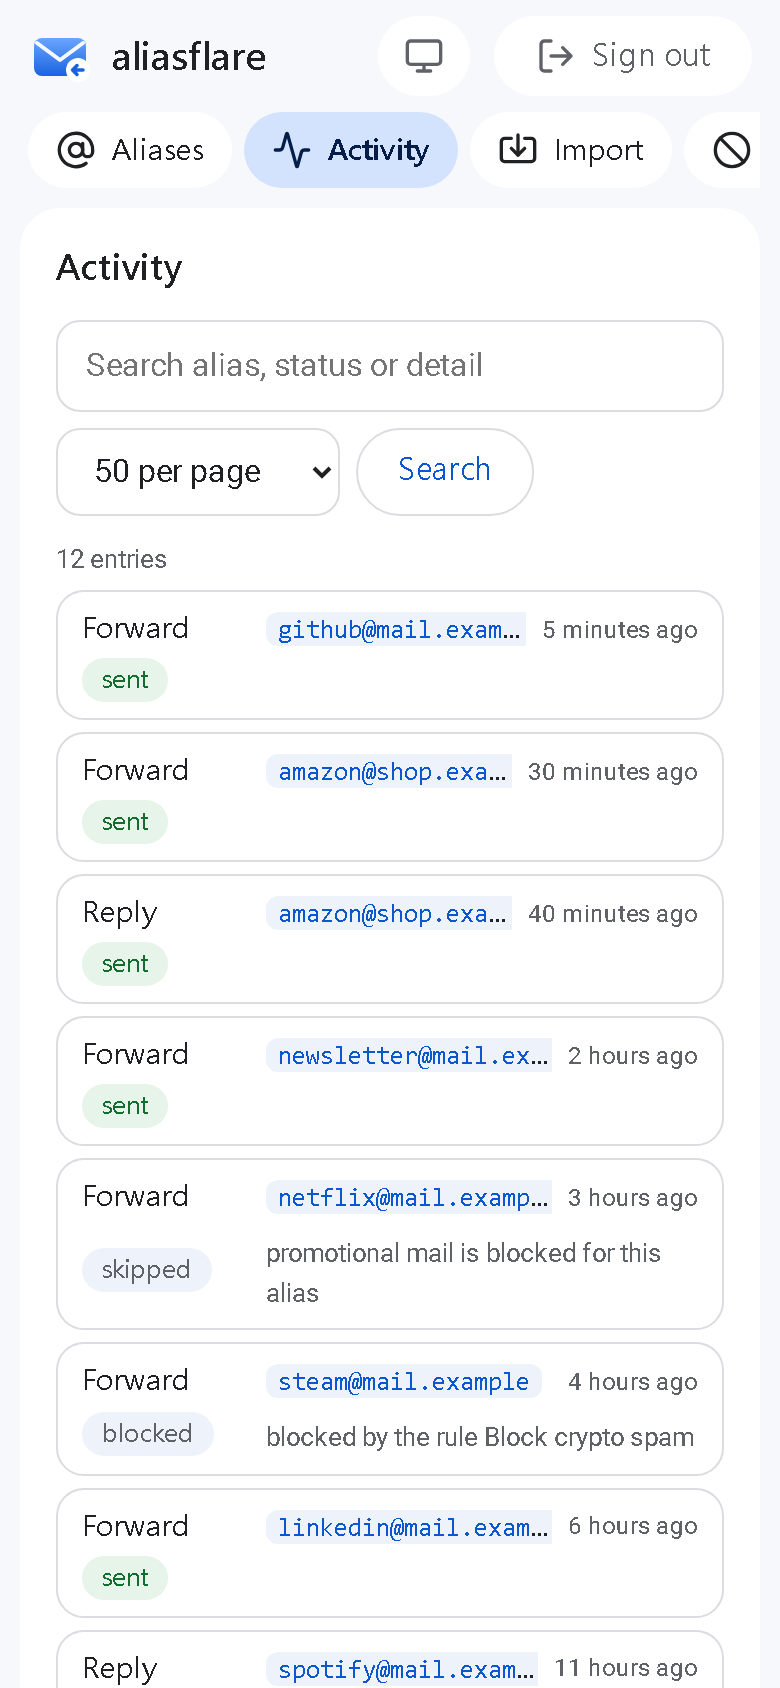 aliasflare
Sign out
Aliases
Activity
Import
Activity
Search alias, status or detail
50 per page
Search
12 entries
Forward github@mail.exam... 5 minutes ago
sent
Forward amazon@shop.exa... 30 minutes ago
sent
Reply amazon@shop.exa... 40 minutes ago
sent
Forward newsletter@mail.ex... 2 hours ago
sent
Forward netflix@mail.examp... 3 hours ago
skipped
promotional mail is blocked for this
alias
Forward steam@mail.example 4 hours ago
blocked
blocked by the rule Block crypto spam
Forward linkedin@mail.exam... 6 hours ago
sent
Reply spotify@mail.exam... 11 hours ago